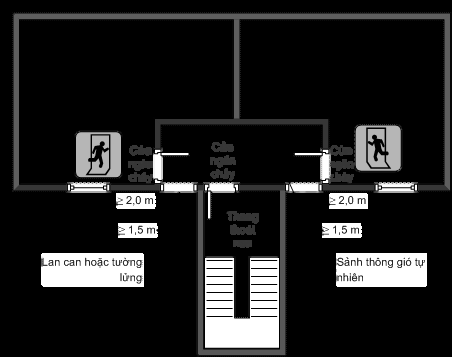 Cửa
ngăn
cháy
Cửa
ngăn
cháy
Cửa
ngăn
cháy
≥ 2,0 m
≥ 2,0 m
Thang
thoát
nạn
≥ 1,5 m
≥ 1,5 m
Lan can hoặc tường
lửng
Sảnh thông gió tự
nhiên